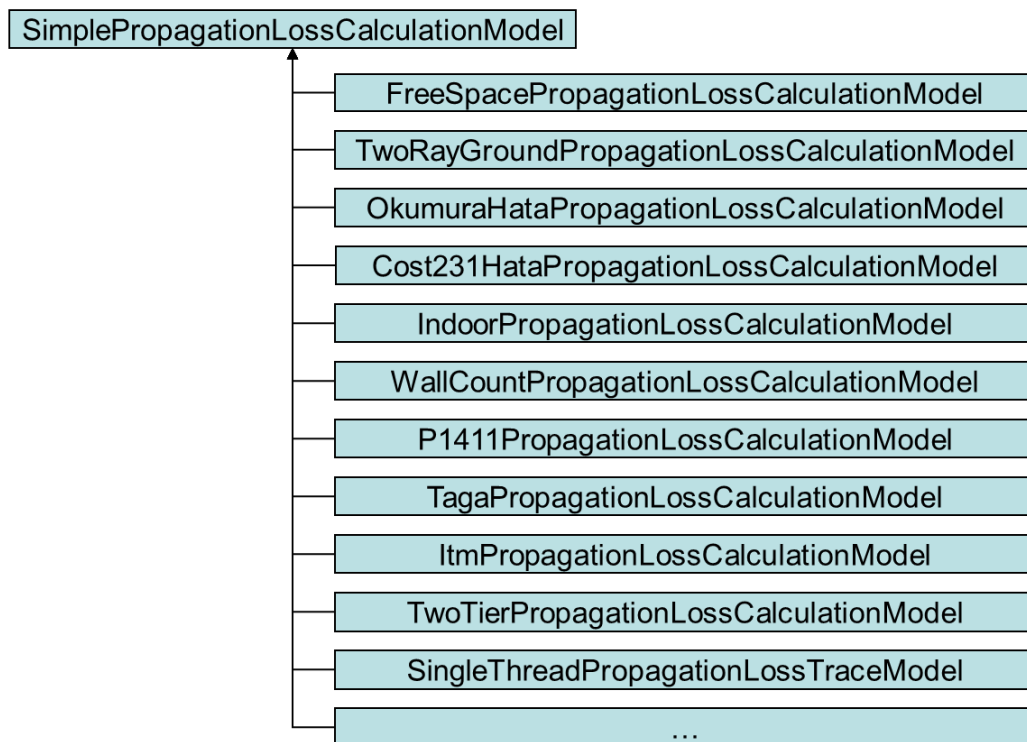 SimplePropagationLossCalculationModel
FreeSpacePropagationLossCalculationModel
TwoRayGroundPropagationLossCalculationModel
OkumuraHataPropagationLossCalculationModel
Cost231HataPropagationLossCalculationModel
IndoorPropagationLossCalculationModel
WallCountPropagationLossCalculationModel
P1411PropagationLossCalculationModel
TagaPropagationLossCalculationModel
ItmPropagationLossCalculationModel
TwoTierPropagationLossCalculationModel
SingleThreadPropagationLossTraceModel
…